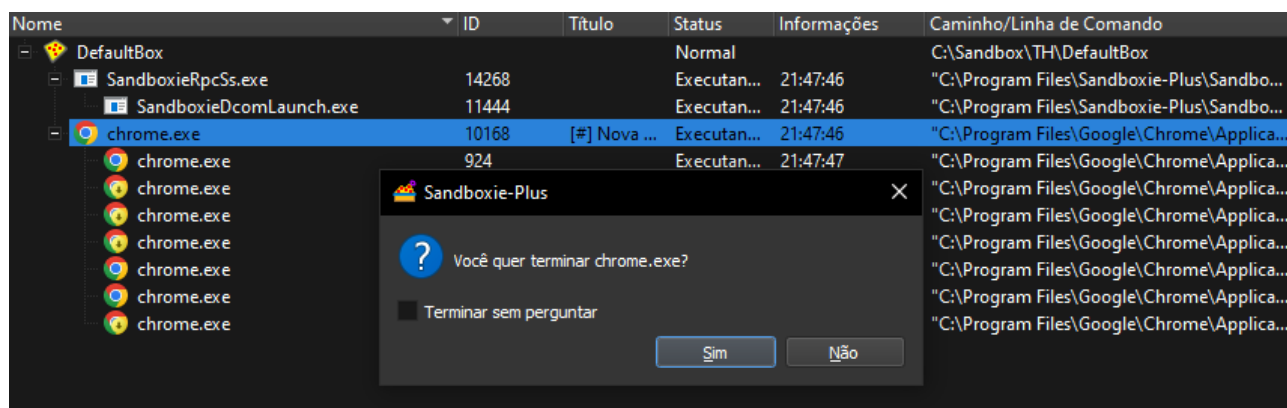 Nome ID Título Status Informações Caminho/Linha de Comando
DefaultBox Normal C:\Sandbox\TH\DefaultBox
SandboxieRpcSs.exe 14268 Executan... 21:47:46 "C:\Program Files\Sandboxie-Plus\Sandbo...
SandboxieDcomLaunch.exe 11444 Executan... 21:47:46 "C:\Program Files\Sandboxie-Plus\Sandbo...
chrome.exe 10168 [#] Nova ... Executan... 21:47:46 "C:\Program Files\Google\Chrome\Applica...
chrome.exe 924 Executan... 21:47:47 "C:\Program Files\Google\Chrome\Applica...
chrome.exe "C:\Program Files\Google\Chrome\Applica...
chrome.exe "C:\Program Files\Google\Chrome\Applica...
chrome.exe "C:\Program Files\Google\Chrome\Applica...
chrome.exe "C:\Program Files\Google\Chrome\Applica...
chrome.exe "C:\Program Files\Google\Chrome\Applica...
chrome.exe "C:\Program Files\Google\Chrome\Applica...
Sandboxie-Plus
Você quer terminar chrome.exe?
Terminar sem perguntar
Sim Não